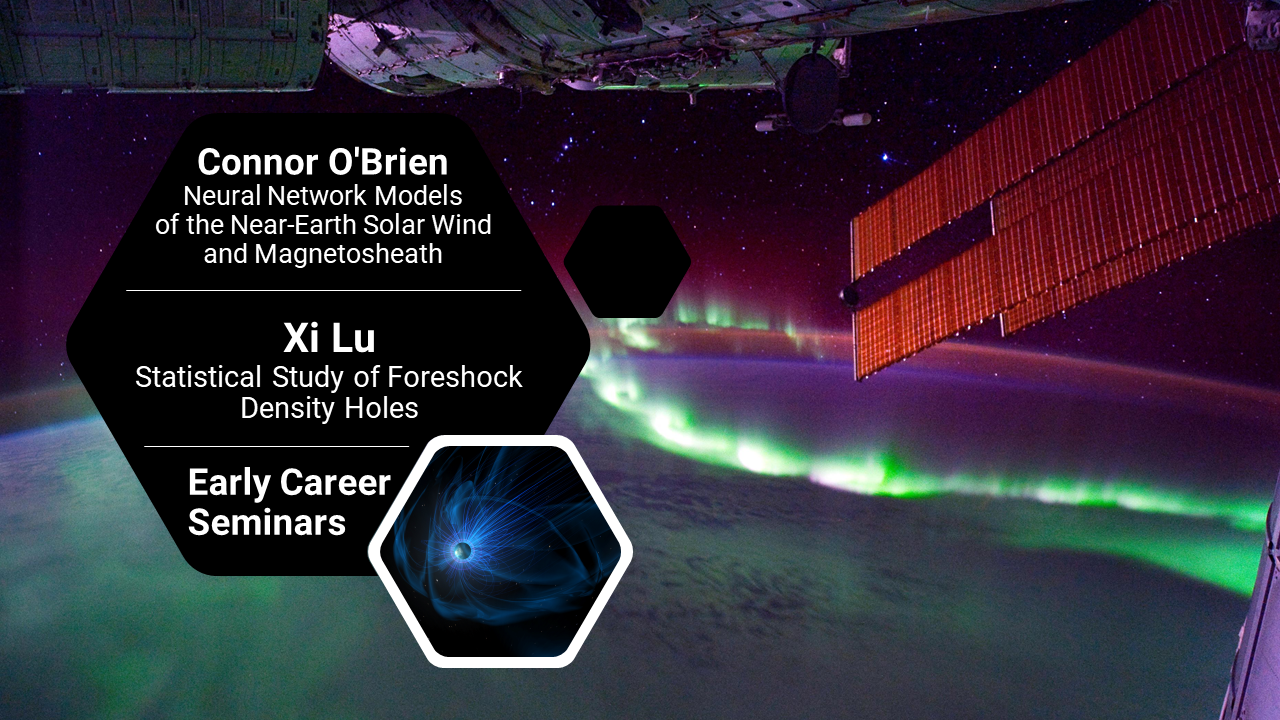 Connor O'Brien
Neural Network Models
of the Near-Earth Solar Wind
and Magnetosheath
Xi Lu
Statistical Study of Foreshock
Density Holes
Early Career
Seminars